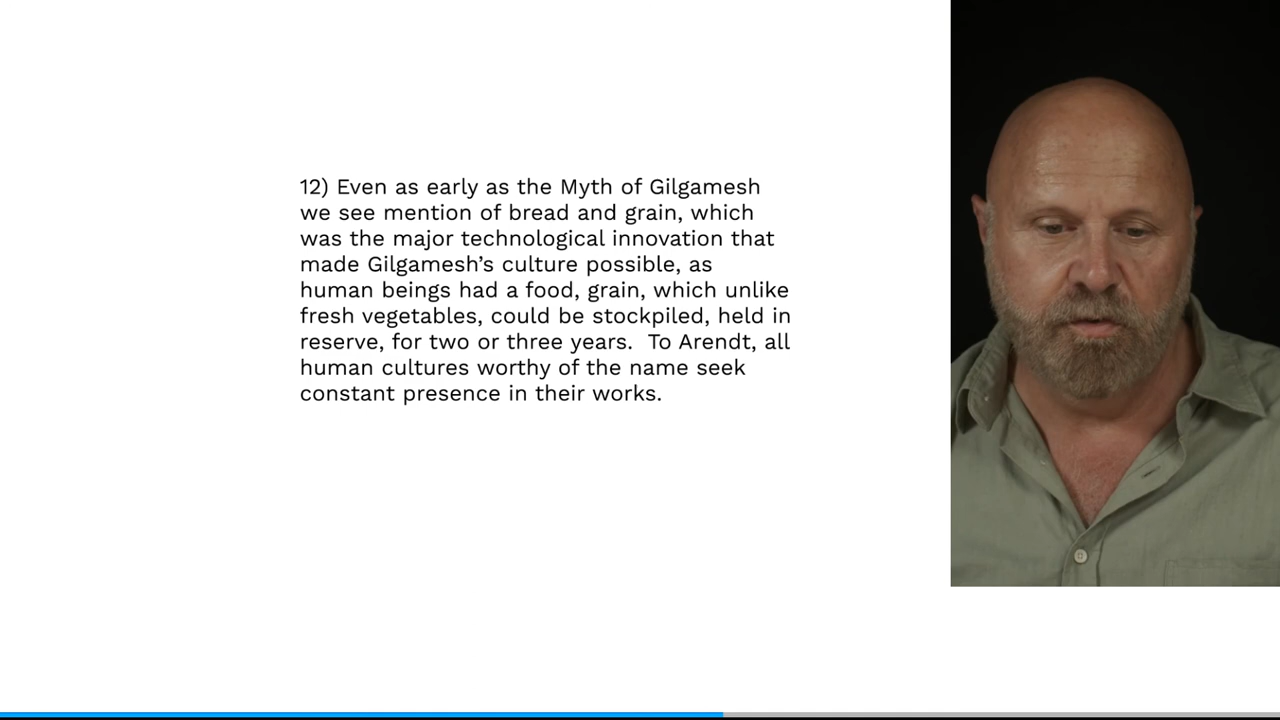 12) Even as early as the Myth of Gilgamesh
we see mention of bread and grain, which
was the major technological innovation that
made Gilgamesh’s culture possible, as
human beings had a food, grain, which unlike
fresh vegetables, could be stockpiled, held in
reserve, for two or three years.  To Arendt, all
human cultures worthy of the name seek
constant presence in their works.